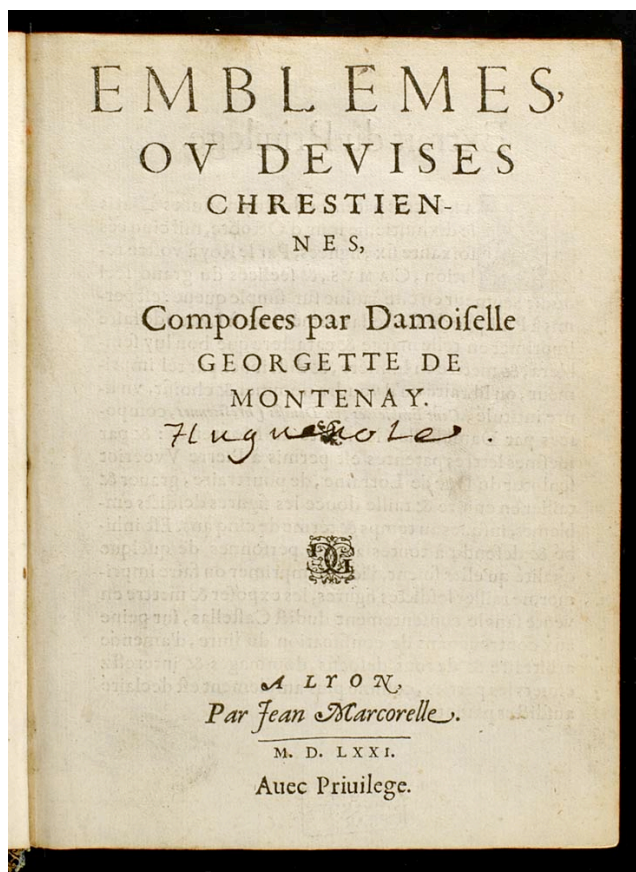 EMBLEMES,
OV DEVISES
CHRESTIEN-
NES,
Compoſees par Damoiſelle
GEORGETTE DE
MONTENAY.
Huguenote.
A LYON,
Par Jean Marcorelle.
M. D. LXXI.
Auec Priuilege.